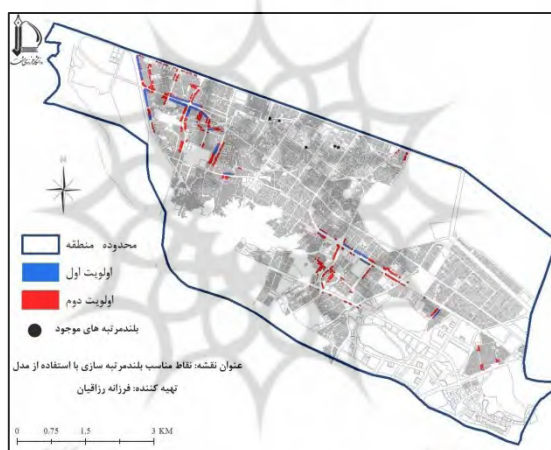 N
محدوده منطقه
اولویت اول
اولویت دوم
بلندمرتبه های موجود
عنوان نقشه: نقاط مناسب بلندمرتبه سازی با استفاده از مدل
تهیه کننده: فرزانه رزاقیان
0 0.75 1.5 3 KM